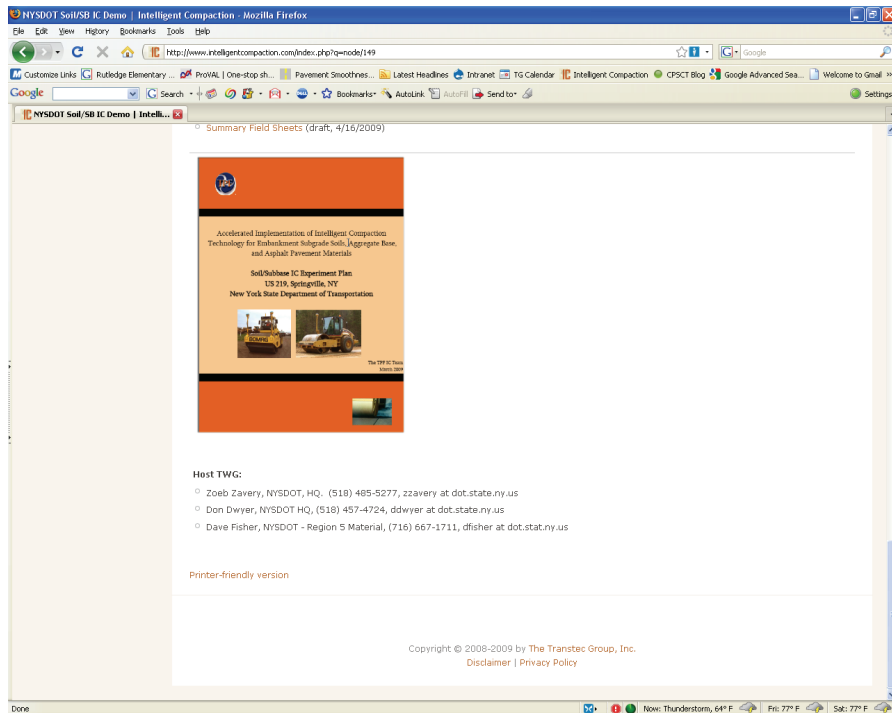 NYSDOT Soil/SB IC Demo | Intelligent Compaction - Mozilla Firefox
File Edit View History Bookmarks Tools Help
http://www.intelligentcompaction.com/index.php?q=node/149
Google
Customize Links Rutledge Elementary ... ProVAL | One-stop sh... Pavement Smoothnes... Latest Headlines Intranet TG Calendar Intelligent Compaction CPSCT Blog Google Advanced Sea... Welcome to Gmail »
Google Search Bookmarks AutoLink AutoFill Send to Settings
NYSDOT Soil/SB IC Demo | Intelli...
Summary Field Sheets (draft, 4/16/2009)
Accelerated Implementation of Intelligent Compaction
Technology for Embankment Subgrade Soils, Aggregate Base,
and Asphalt Pavement Materials
Soil/Subbase IC Experiment Plan
US 219, Springville, NY
New York State Department of Transportation
BOMAG
The TPF IC Team
March 2009
Host TWG:
Zoeb Zavery, NYSDOT, HQ. (518) 485-5277, zzavery at dot.state.ny.us
Don Dwyer, NYSDOT HQ, (518) 457-4724, ddwyer at dot.state.ny.us
Dave Fisher, NYSDOT - Region 5 Material, (716) 667-1711, dfisher at dot.stat.ny.us
Printer-friendly version
Copyright © 2008-2009 by The Transtec Group, Inc.
Disclaimer | Privacy Policy
Done Now: Thunderstorm, 64° F Fri: 77° F Sat: 77° F